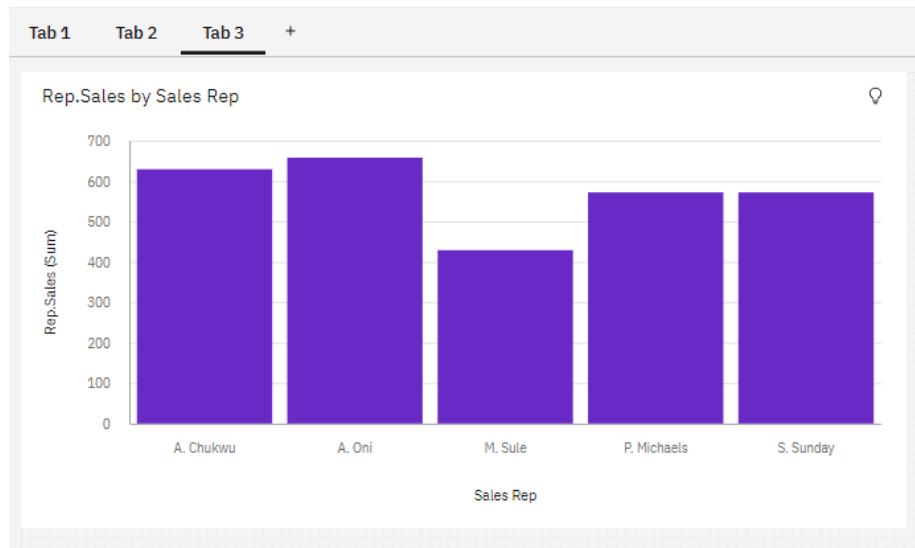 Tab 1 Tab 2 Tab 3 +
Rep.Sales by Sales Rep
Rep.Sales (Sum)
700
600
500
400
300
200
100
0
A. Chukwu A. Oni M. Sule P. Michaels S. Sunday
Sales Rep